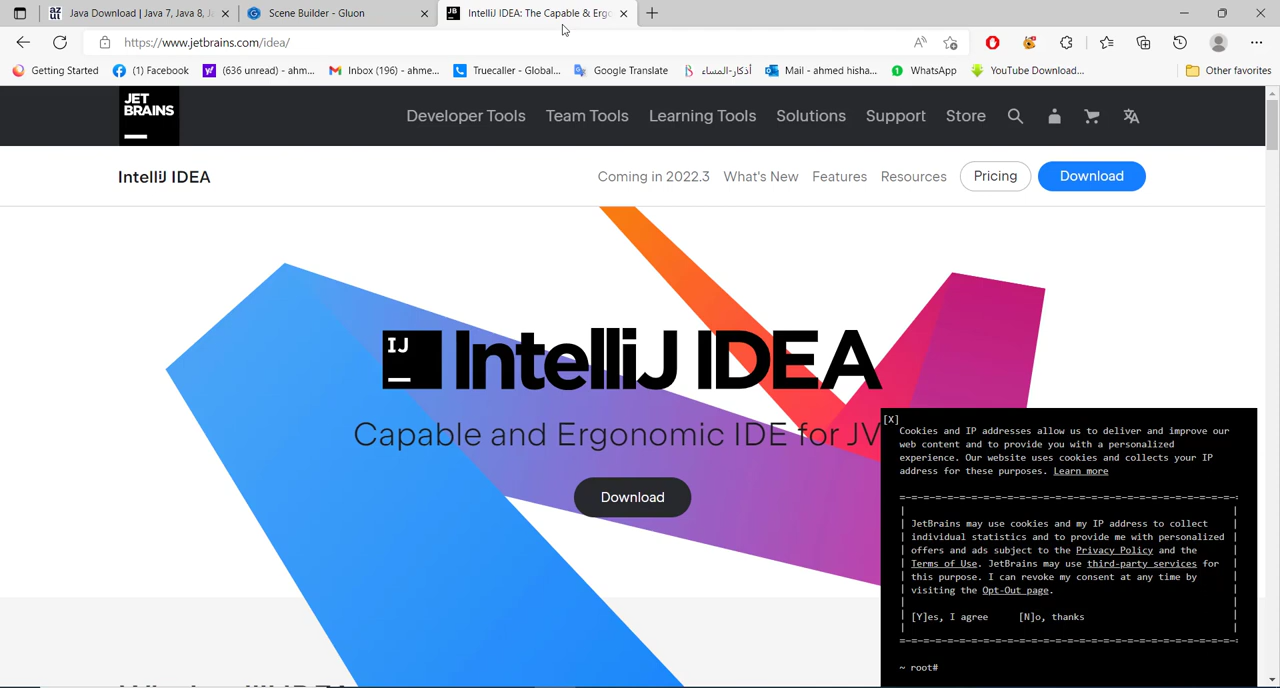 Java Download | Java 7, Java 8, J
Scene Builder - Gluon
IntelliJ IDEA: The Capable & Ergo
https://www.jetbrains.com/idea/
Getting Started
(1) Facebook
(636 unread) - ahm...
Inbox (196) - ahme...
Truecaller - Global...
Google Translate
أذكار-المساء
Mail - ahmed hisha...
WhatsApp
YouTube Download...
Other favorites
JET
BRAINS
Developer Tools
Team Tools
Learning Tools
Solutions
Support
Store
IntelliJ IDEA
Coming in 2022.3
What's New
Features
Resources
Pricing
Download
IJ
IntelliJ IDEA
Capable and Ergonomic IDE for JV
Download
[X]
Cookies and IP addresses allow us to deliver and improve our
web content and to provide you with a personalized
experience. Our website uses cookies and collects your IP
address for these purposes. Learn more
JetBrains may use cookies and my IP address to collect
individual statistics and to provide me with personalized
offers and ads subject to the Privacy Policy and the
Terms of Use. JetBrains may use third-party services for
this purpose. I can revoke my consent at any time by
visiting the Opt-Out page.
[Y]es, I agree [N]o, thanks
~ root#